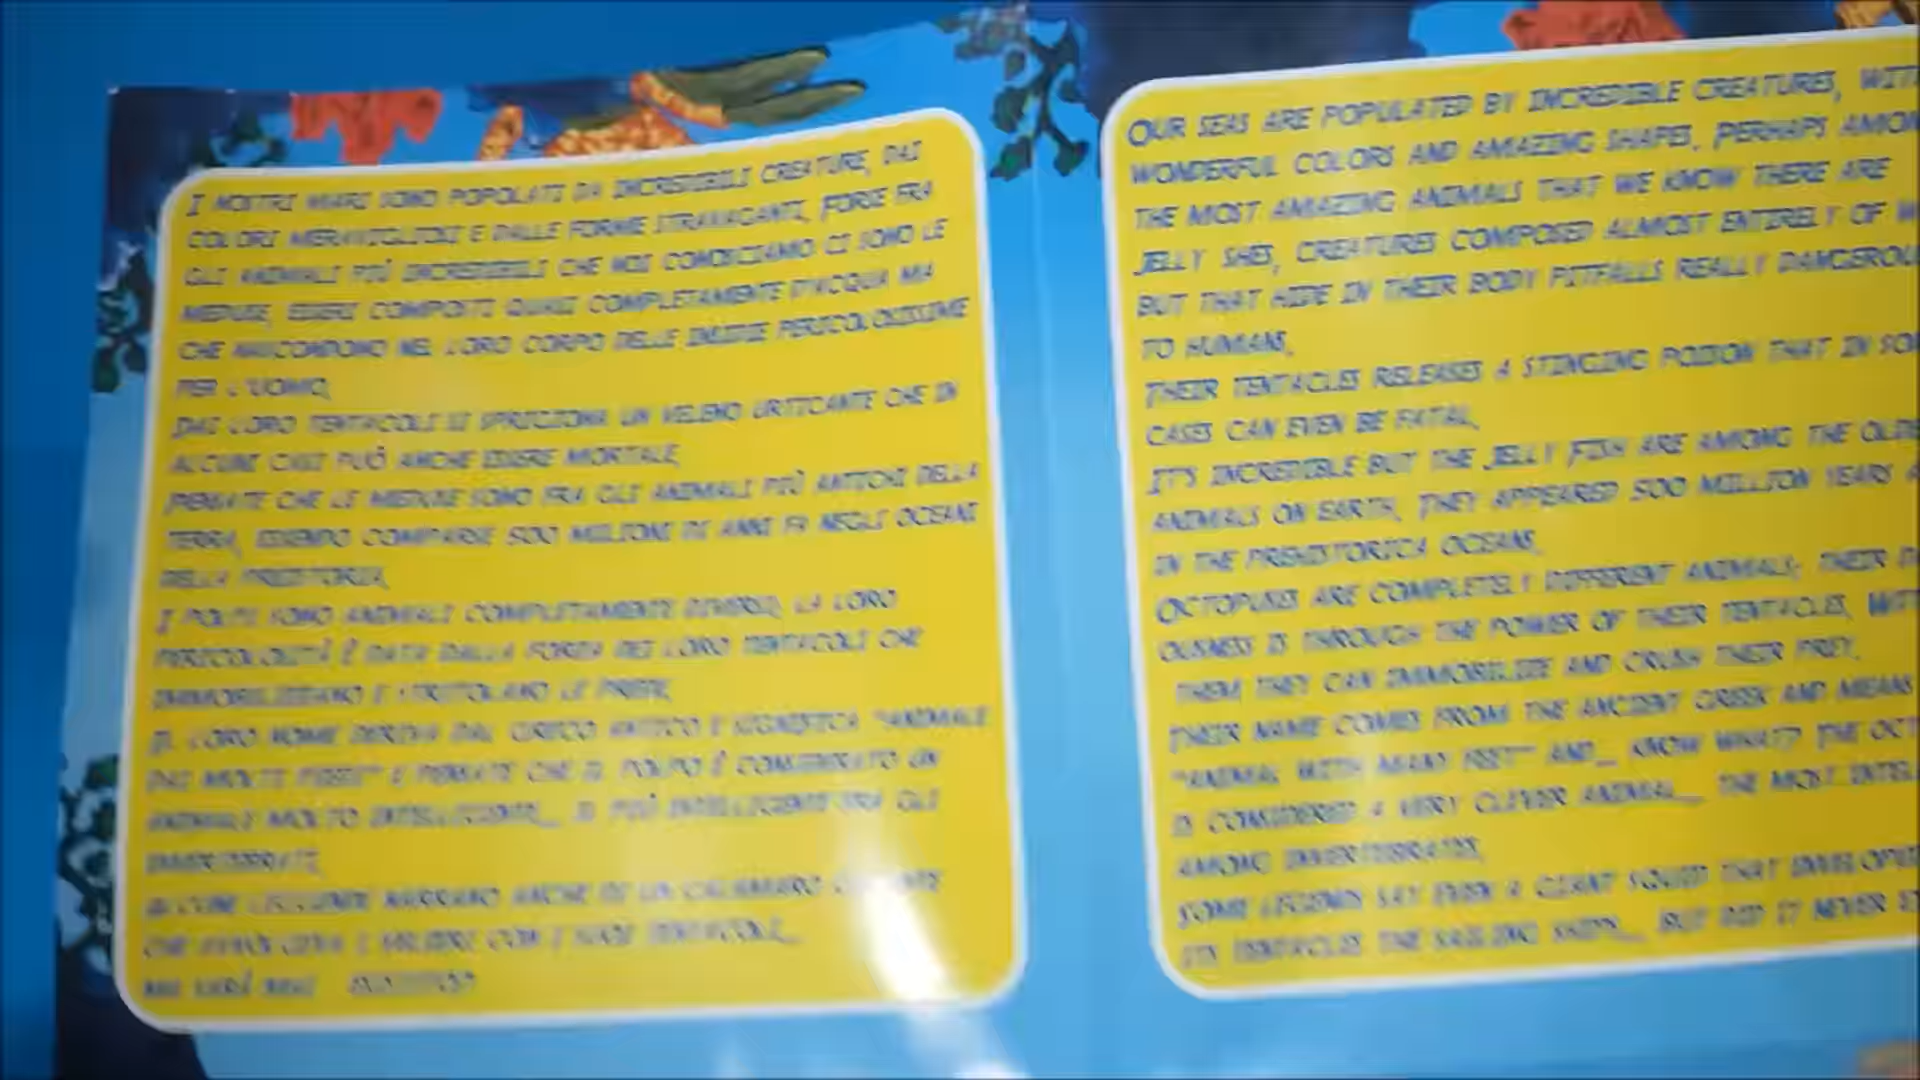 I NOSTRI MARI SONO POPOLATI DA INCREDIBILI CREATURE, DAI
COLORI MERAVIGLIOSI E DALLE FORME STRAVAGANTI. FORSE FRA
GLI ANIMALI PIÙ INCREDIBILI CHE NOI CONOSCIAMO CI SONO LE
MEDUSE, ESSERI COMPOSTI QUASI COMPLETAMENTE D'ACQUA MA
CHE NASCONDONO NEL LORO CORPO DELLE INSIDIE PERICOLOSISSIME
PER L'UOMO.
DAI LORO TENTACOLI SI SPRIGIONA UN VELENO URTICANTE CHE IN
ALCUNI CASI PUÒ ANCHE ESSERE MORTALE.
PENSATE CHE LE MEDUSE SONO FRA GLI ANIMALI PIÙ ANTICHI DELLA
TERRA, ESSENDO COMPARSE 500 MILIONI DI ANNI FA NEGLI OCEANI
DELLA PREISTORIA.
I POLPI SONO ANIMALI COMPLETAMENTE DIVERSI, LA LORO
PERICOLOSITÀ È DATA DALLA FORZA DEI LORO TENTACOLI CHE
IMMOBILIZZANO E STRITOLANO LE PREDE.
IL LORO NOME DERIVA DAL GRECO ANTICO E SIGNIFICA "ANIMALE
DAI MOLTI PIEDI" E PENSATE CHE IL POLPO È CONSIDERATO UN
ANIMALE MOLTO INTELLIGENTE... IL PIÙ INTELLIGENTE FRA GLI
INVERTEBRATI.
ALCUNE LEGGENDE NARRANO ANCHE DI UN CALAMARO
CHE AVVOLGEVA I VELIERI CON I SUOI TENTACOLI...
MA SARÀ MAI
OUR SEAS ARE POPULATED BY INCREDIBLE CREATURES, WITH
WONDERFUL COLORS AND AMAZING SHAPES. PERHAPS AMON
THE MOST AMAZING ANIMALS THAT WE KNOW THERE ARE
JELLY SHES, CREATURES COMPOSED ALMOST ENTIRELY OF W
BUT THAT HIDE IN THEIR BODY PITFALLS REALLY DANGEROU
TO HUMANS.
THEIR TENTACLES RELEASES A STINGING POISON THAT IN SOM
CASES CAN EVEN BE FATAL.
IT'S INCREDIBLE BUT THE JELLY FISH ARE AMONG THE OLDE
ANIMALS ON EARTH. THEY APPEARED 500 MILLION YEARS A
IN THE PREHISTORICA OCEANS.
OCTOPUSES ARE COMPLETELY DIFFERENT ANIMALS; THEIR DA
OUSNESS IS THROUGH THE POWER OF THEIR TENTACLES. WITH
THEM THEY CAN IMMOBILIZE AND CRUSH THEIR PREY.
THEIR NAME COMES FROM THE ANCIENT GREEK AND MEANS
"ANIMAL WITH MANY FEET" AND... KNOW WHAT? THE OCT
IS CONSIDERED A VERY CLEVER ANIMAL... THE MOST INTELL
AMONG INVERTEBRATES.
SOME LEGENDS SAY EVEN A GIANT SQUID THAT ENVELOPED
ITS TENTACLES THE SAILING SHIPS... BUT DID IT NEVER E